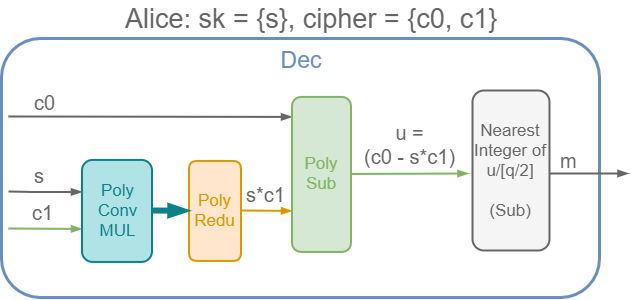 Alice: sk = {s}, cipher = {c0, c1}
Dec
c0
s
c1
Poly
Conv
MUL
Poly
Redu
s*c1
Poly
Sub
u =
(c0 - s*c1)
Nearest
Integer of
u/[q/2]
(Sub)
m